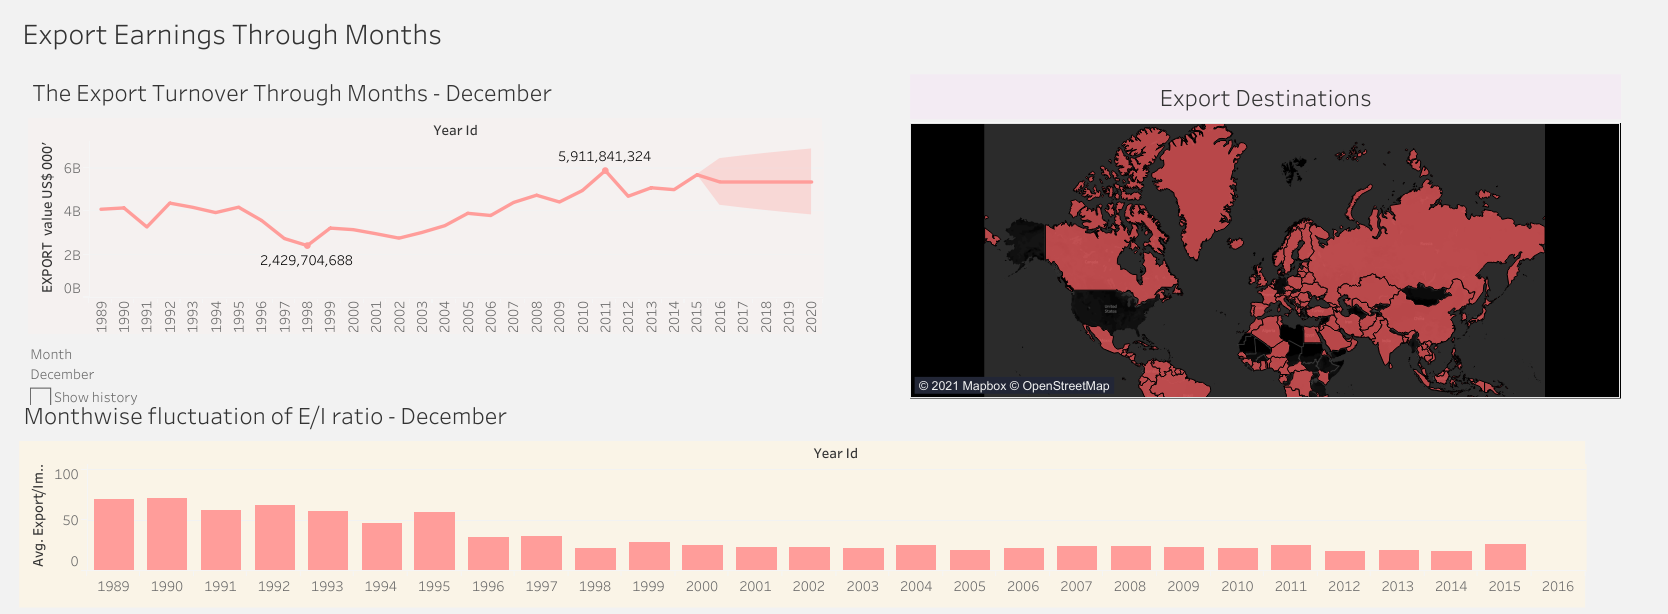 Export Earnings Through Months
The Export Turnover Through Months - December
Year Id
EXPORT value US$ 000'
6B
4B
2B
0B
5,911,841,324
2,429,704,688
1989 1990 1991 1992 1993 1994 1995 1996 1997 1998 1999 2000 2001 2002 2003 2004 2005 2006 2007 2008 2009 2010 2011 2012 2013 2014 2015 2016 2017 2018 2019 2020
Month
December
Show history
Export Destinations
United
States
© 2021 Mapbox © OpenStreetMap
Monthwise fluctuation of E/I ratio - December
Year Id
Avg. Export/Im..
100
50
0
1989 1990 1991 1992 1993 1994 1995 1996 1997 1998 1999 2000 2001 2002 2003 2004 2005 2006 2007 2008 2009 2010 2011 2012 2013 2014 2015 2016